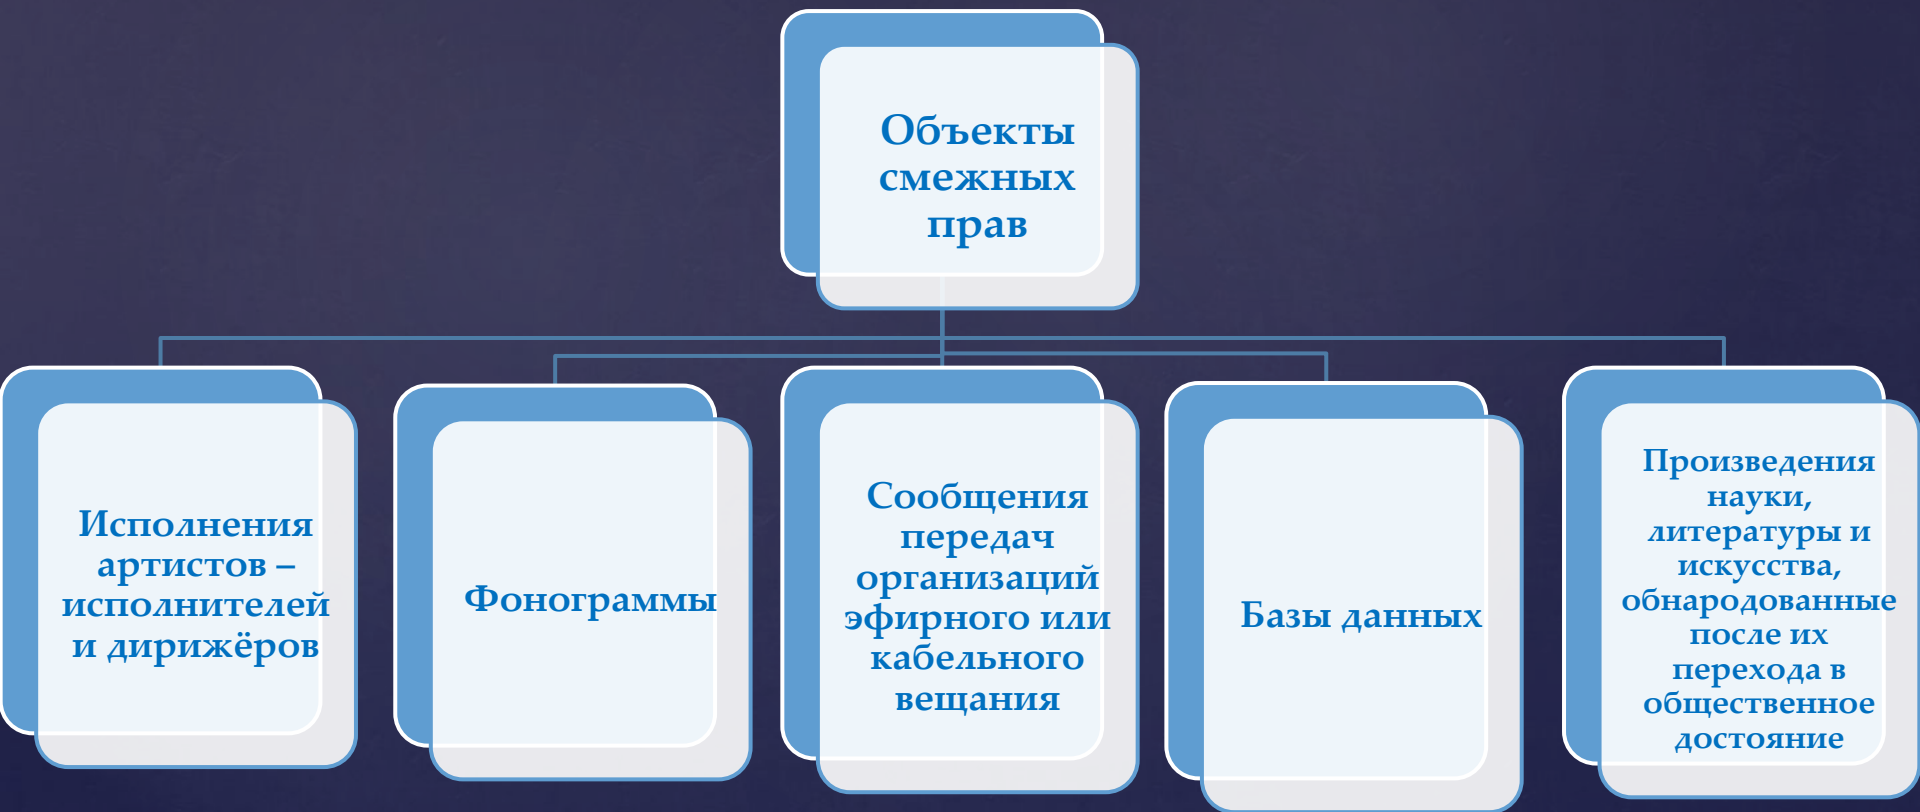 Объекты
смежных
прав
Исполнения
артистов –
исполнителей
и дирижёров
Фонограммы
Сообщения
передач
организаций
эфирного или
кабельного
вещания
Базы данных
Произведения
науки,
литературы и
искусства,
обнародованные
после их
перехода в
общественное
достояние